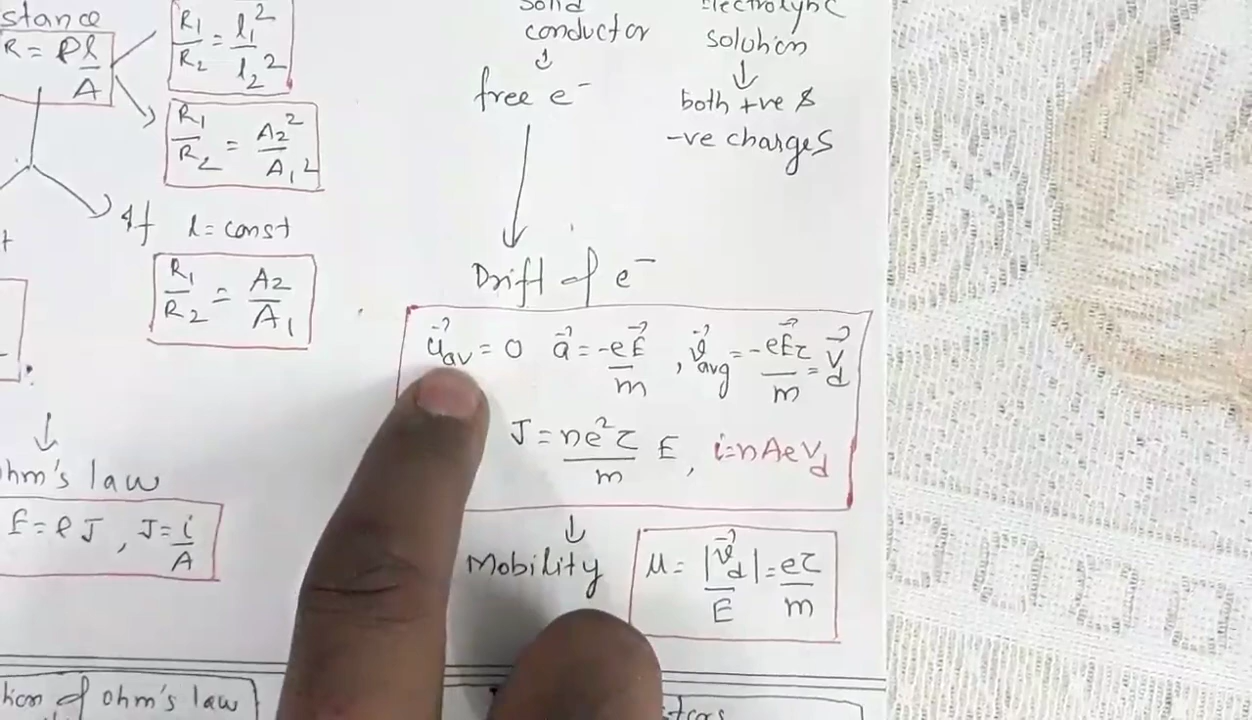 stance
R = ρl/A
R₁/R₂ = l₁²/l₂²
R₁/R₂ = A₂²/A₁²
If l = const
R₁/R₂ = A₂/A₁
hm's law
E = ρJ , J = i/A
Solid
conductor
free e⁻
Electrolytic
solution
both +ve &
-ve charges
Drift of e⁻
u⃗av = 0 a⃗ = -eE⃗/m , v⃗avg = -eE⃗τ/m = v⃗d
J = ne²τ/m E , i = nAeVd
Mobility
μ = |v⃗d|/E = eτ/m
of ohm's law